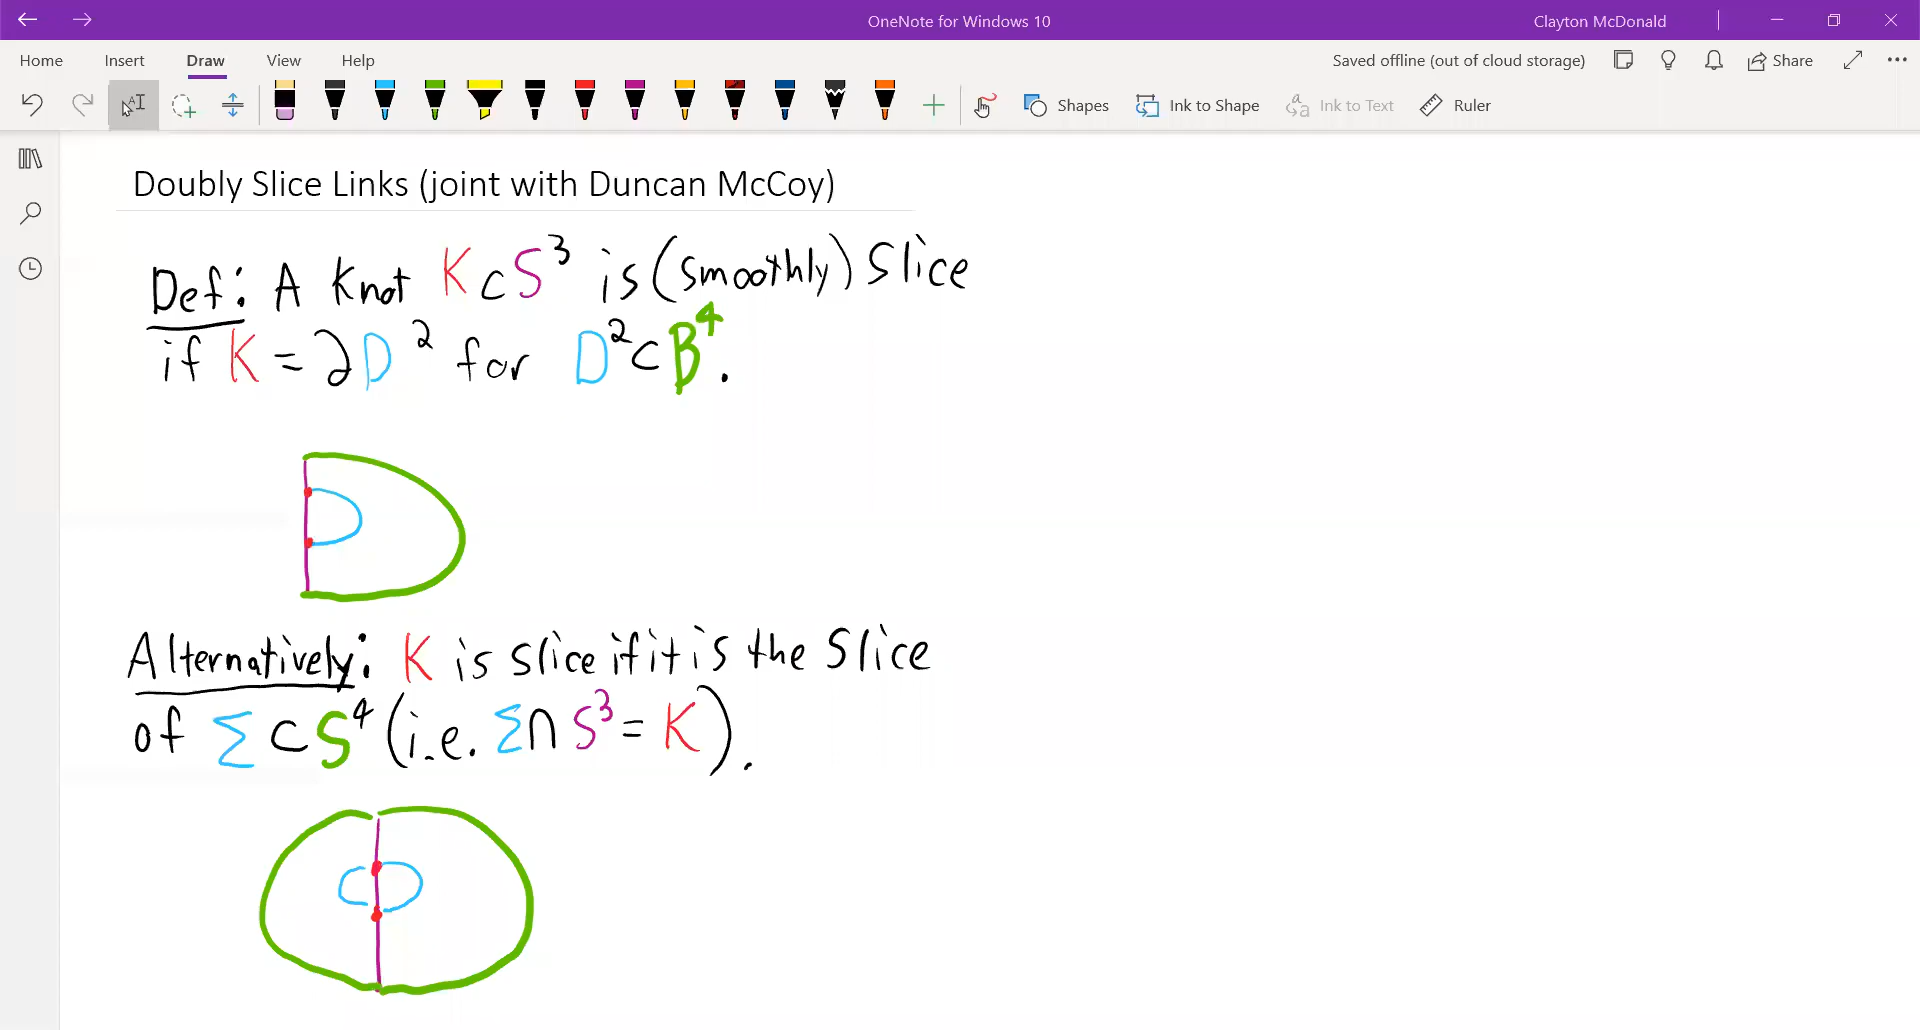 OneNote for Windows 10
Clayton McDonald
Home Insert Draw View Help
Saved offline (out of cloud storage) Share
Shapes Ink to Shape Ink to Text Ruler
Doubly Slice Links (joint with Duncan McCoy)
Def: A Knot K⊂S³ is (smoothly) Slice
if K = ∂D² for D²⊂B⁴.
Alternatively: K is slice if it is the Slice
of Σ⊂S⁴ (i.e. Σ∩S³ = K).